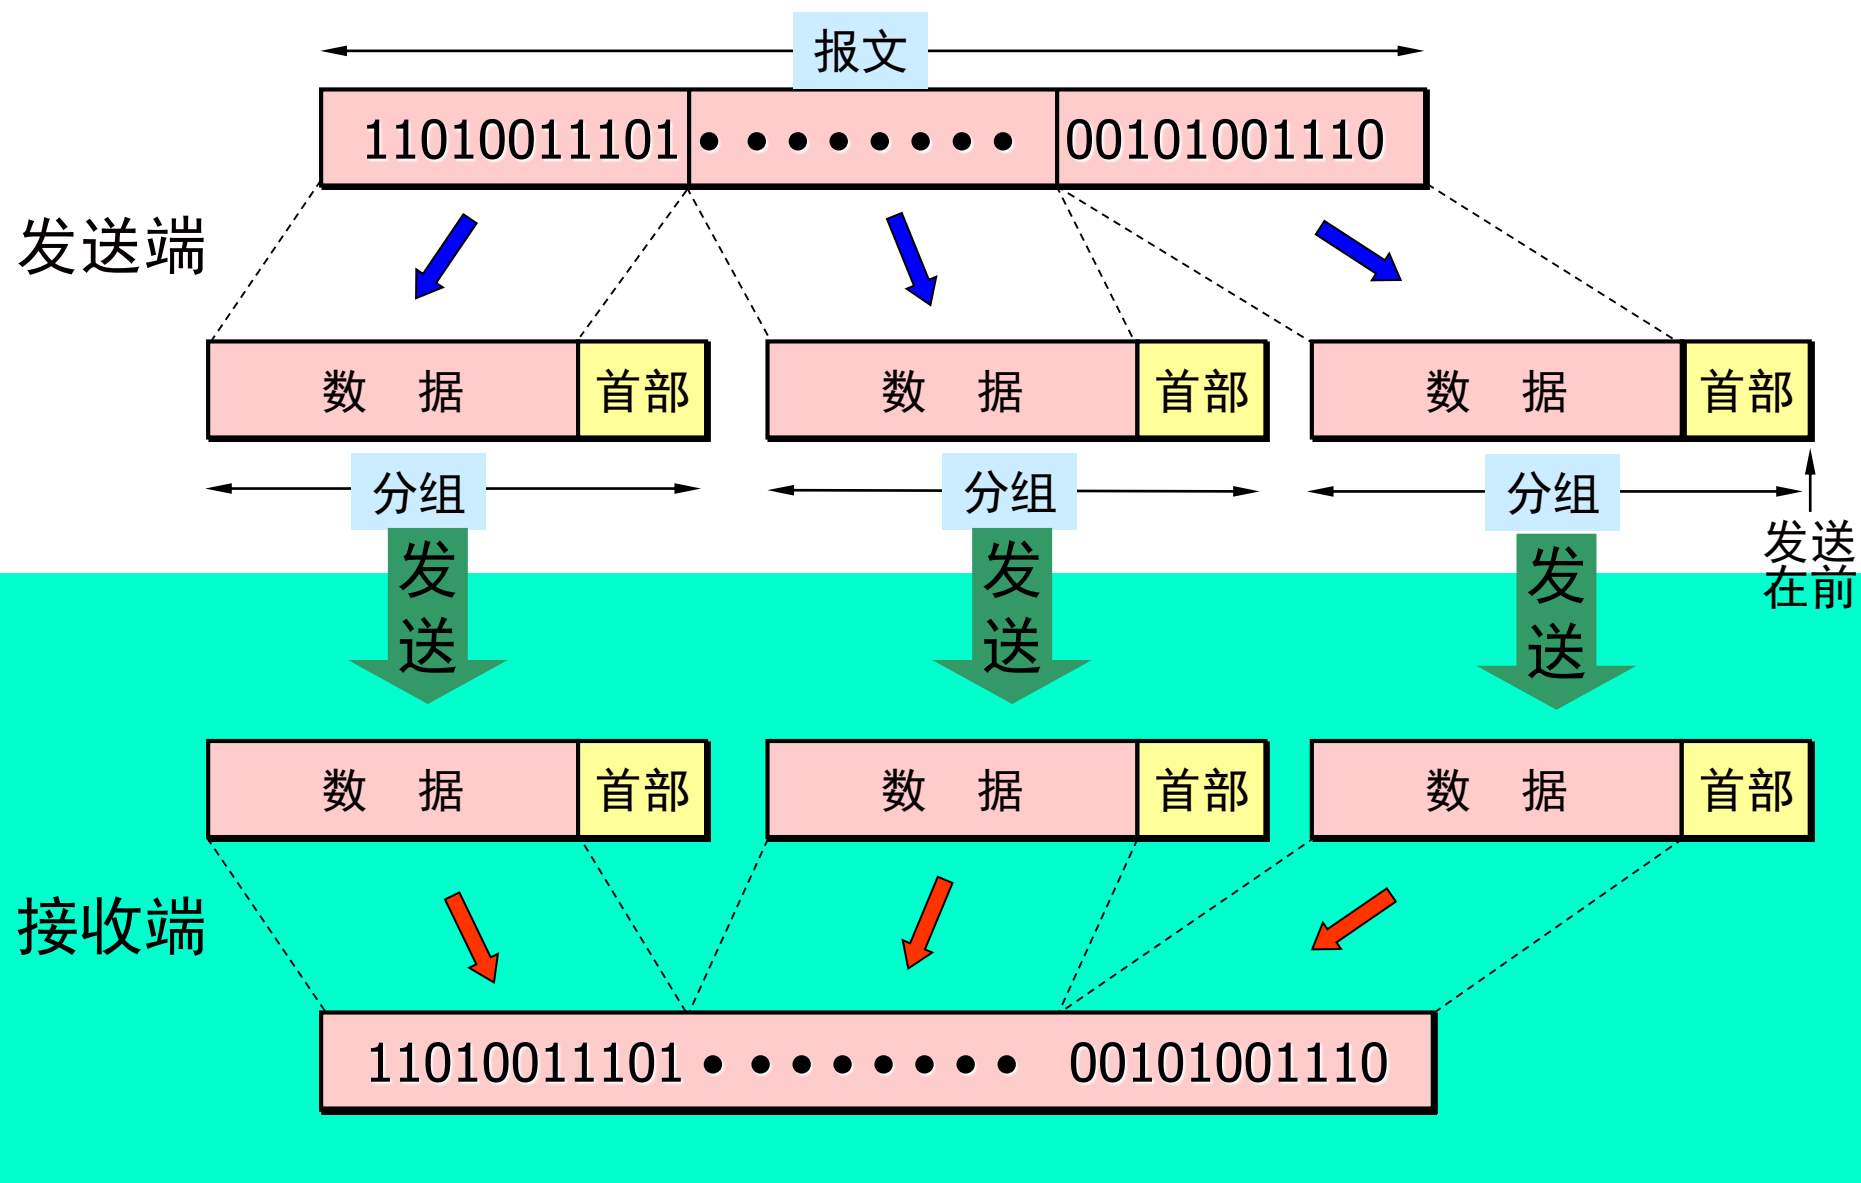 报文
11010011101 • • • • • • • • 00101001110
发送端
数 据 首部 数 据 首部 数 据 首部
分组 分组 分组
发送 发送 发送
发送
在前
数 据 首部 数 据 首部 数 据 首部
接收端
11010011101 • • • • • • • • 00101001110